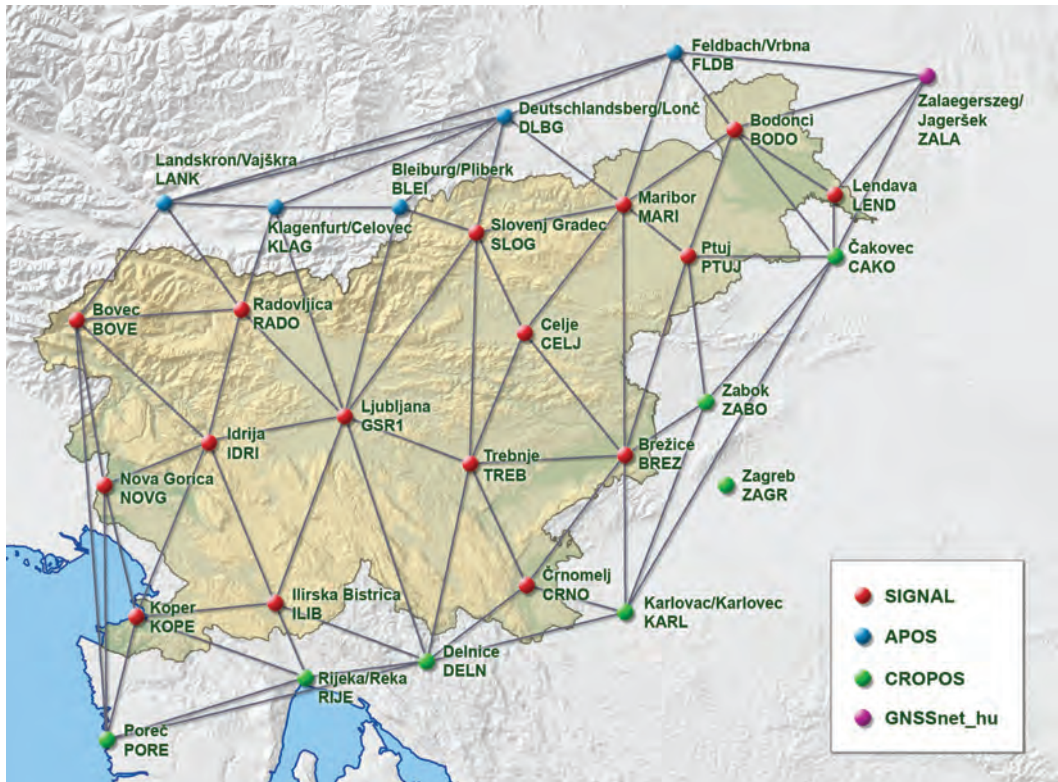 Feldbach/Vrbna
FLDB
Zalaegerszeg/
Jageršek
ZALA
Deutschlandsberg/Lonč
DLBG
Bodonci
BODO
Landskron/Vajškra
LANK
Bleiburg/Pliberk
BLEI
Klagenfurt/Celovec
KLAG
Slovenj Gradec
SLOG
Maribor
MARI
Lendava
LEND
Ptuj
PTUJ
Čakovec
CAKO
Bovec
BOVE
Radovljica
RADO
Celje
CELJ
Zabok
ZABO
Ljubljana
GSR1
Idrija
IDRI
Trebnje
TREB
Brežice
BREZ
Zagreb
ZAGR
Nova Gorica
NOVG
Koper
KOPE
Ilirska Bistrica
ILIB
Črnomelj
CRNO
Karlovac/Karlovec
KARL
Delnice
DELN
Rijeka/Reka
RIJE
Poreč
PORE
SIGNAL
APOS
CROPOS
GNSSnet_hu